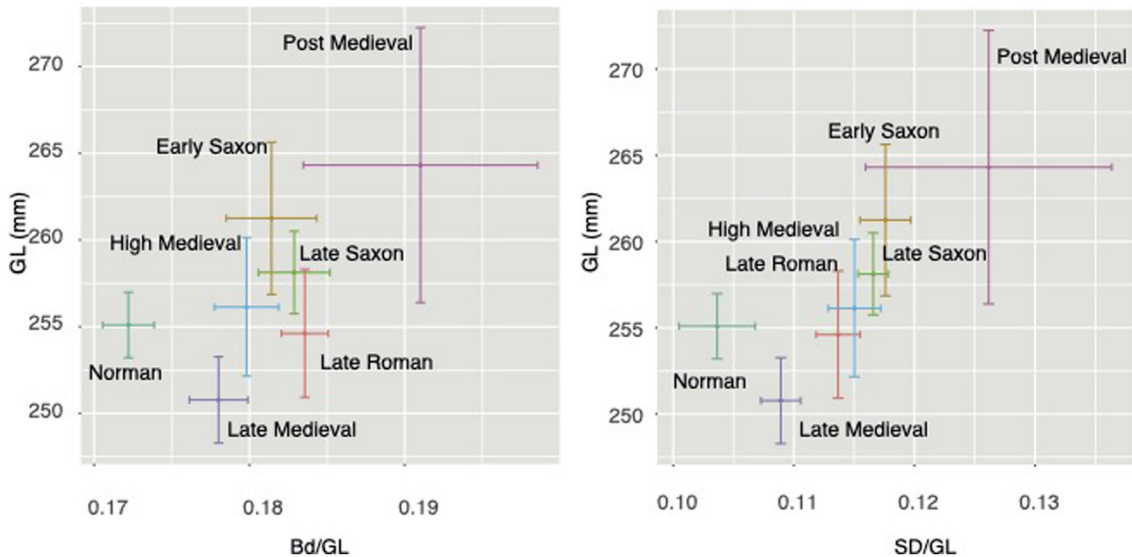 Post Medieval
270
Early Saxon
265
GL (mm)
260
High Medieval
Late Saxon
255
Late Roman
Norman
250
Late Medieval
0.17 0.18 0.19
Bd/GL
Post Medieval
270
Early Saxon
265
GL (mm)
High Medieval
260
Late Roman
Late Saxon
255
Norman
250
Late Medieval
0.10 0.11 0.12 0.13
SD/GL